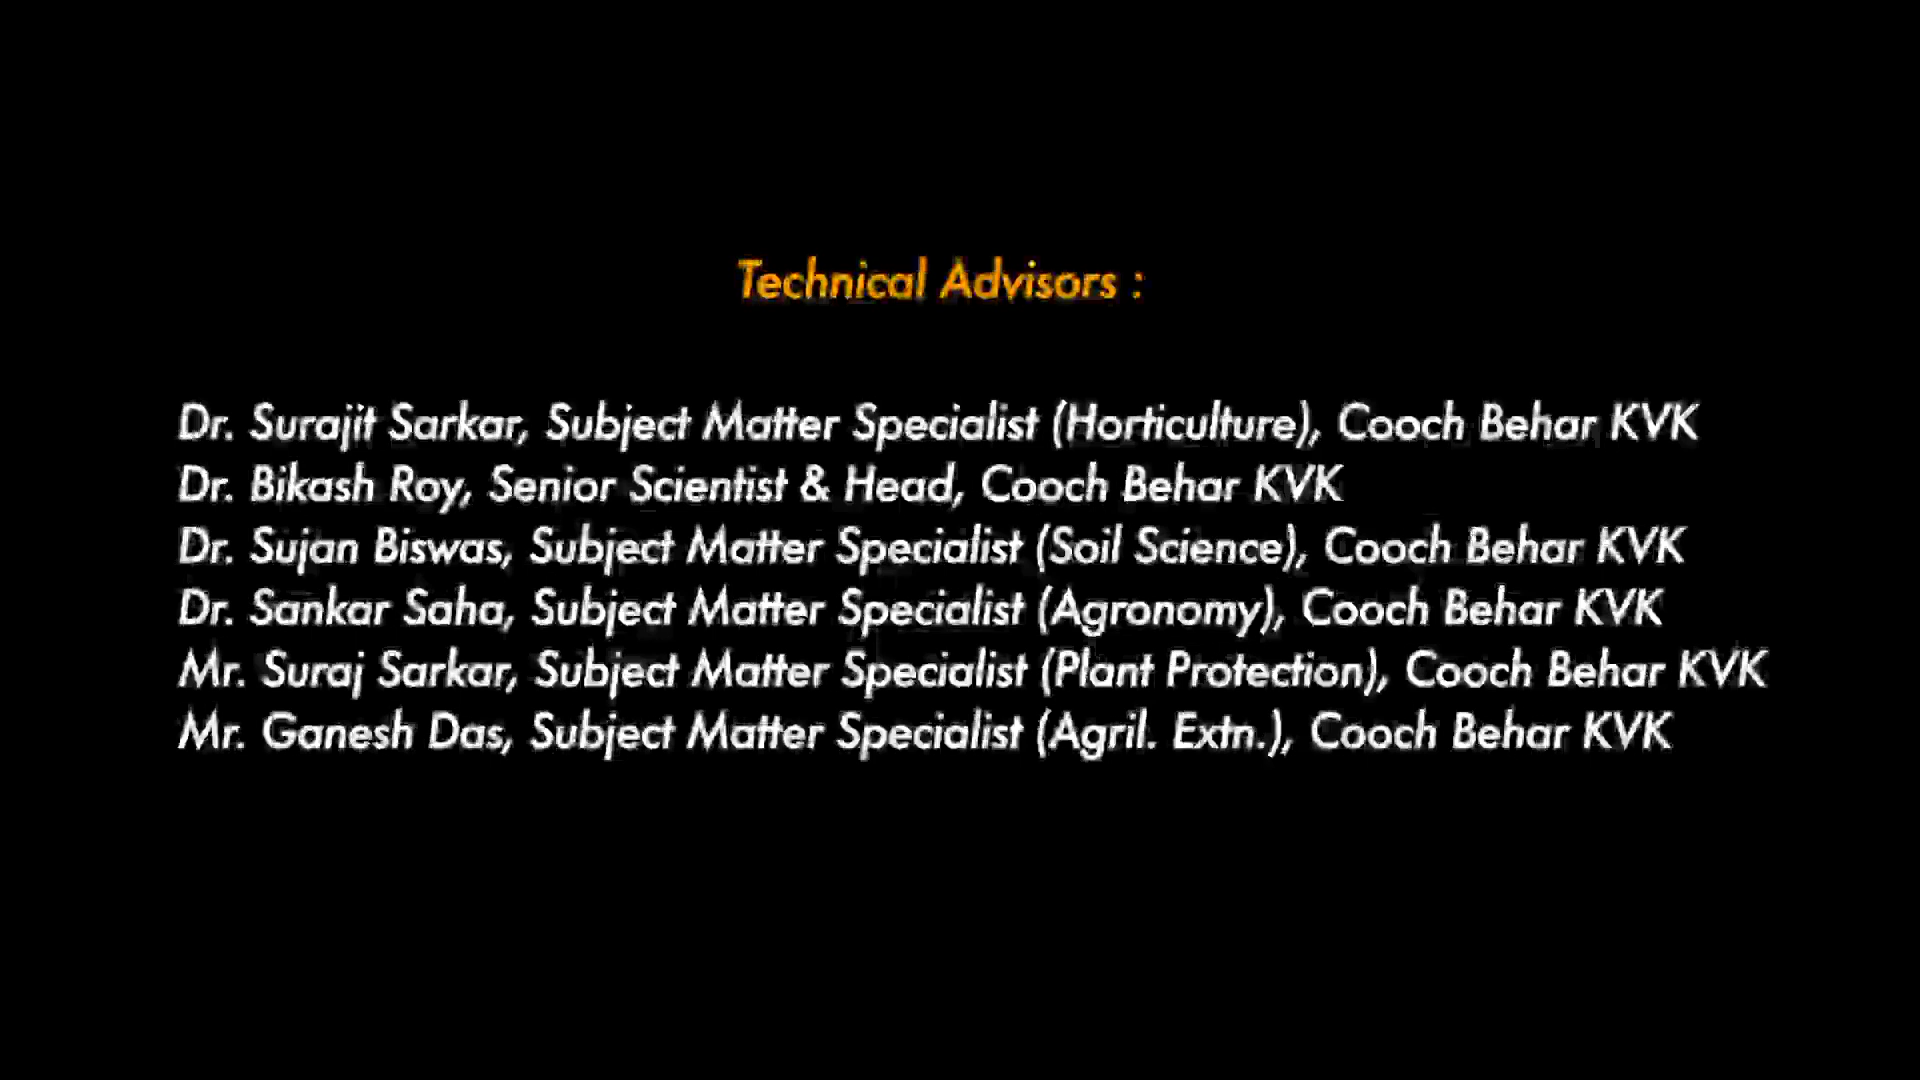 Technical Advisors :
Dr. Surajit Sarkar, Subject Matter Specialist (Horticulture), Cooch Behar KVK
Dr. Bikash Roy, Senior Scientist & Head, Cooch Behar KVK
Dr. Sujan Biswas, Subject Matter Specialist (Soil Science), Cooch Behar KVK
Dr. Sankar Saha, Subject Matter Specialist (Agronomy), Cooch Behar KVK
Mr. Suraj Sarkar, Subject Matter Specialist (Plant Protection), Cooch Behar KVK
Mr. Ganesh Das, Subject Matter Specialist (Agril. Extn.), Cooch Behar KVK